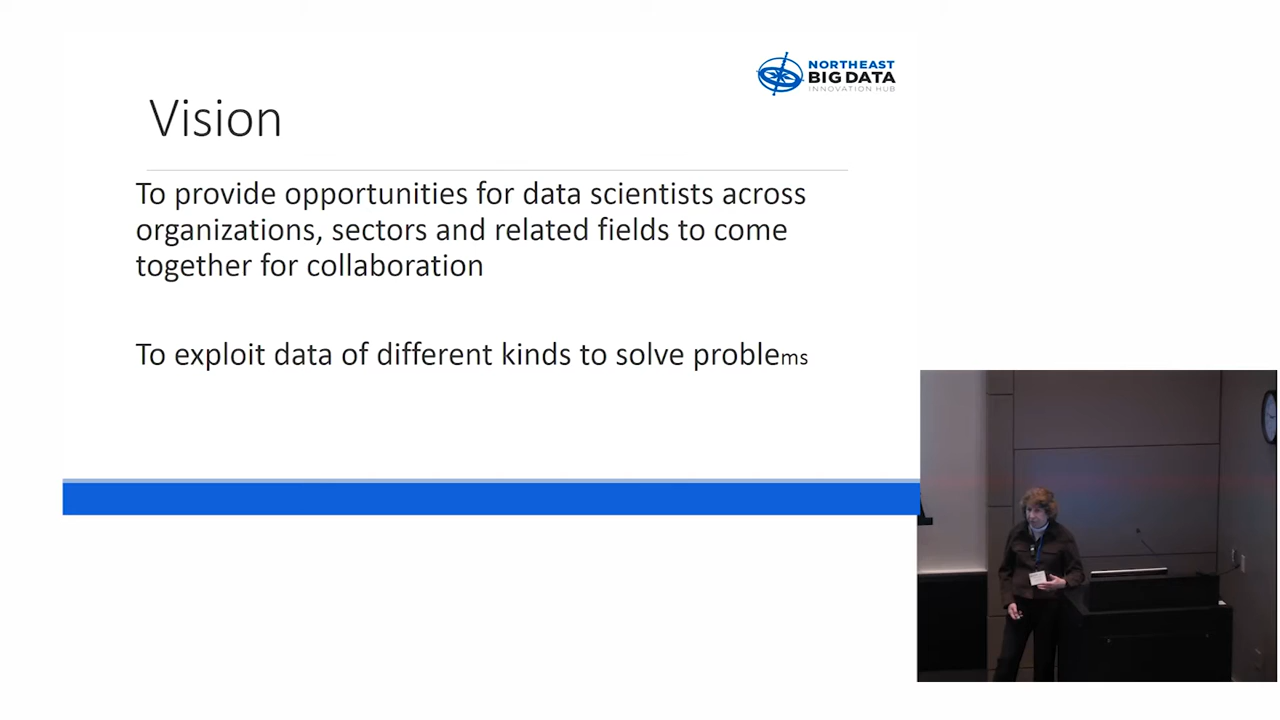 NORTHEAST
BIG DATA
INNOVATION HUB
Vision
To provide opportunities for data scientists across
organizations, sectors and related fields to come
together for collaboration
To exploit data of different kinds to solve problems